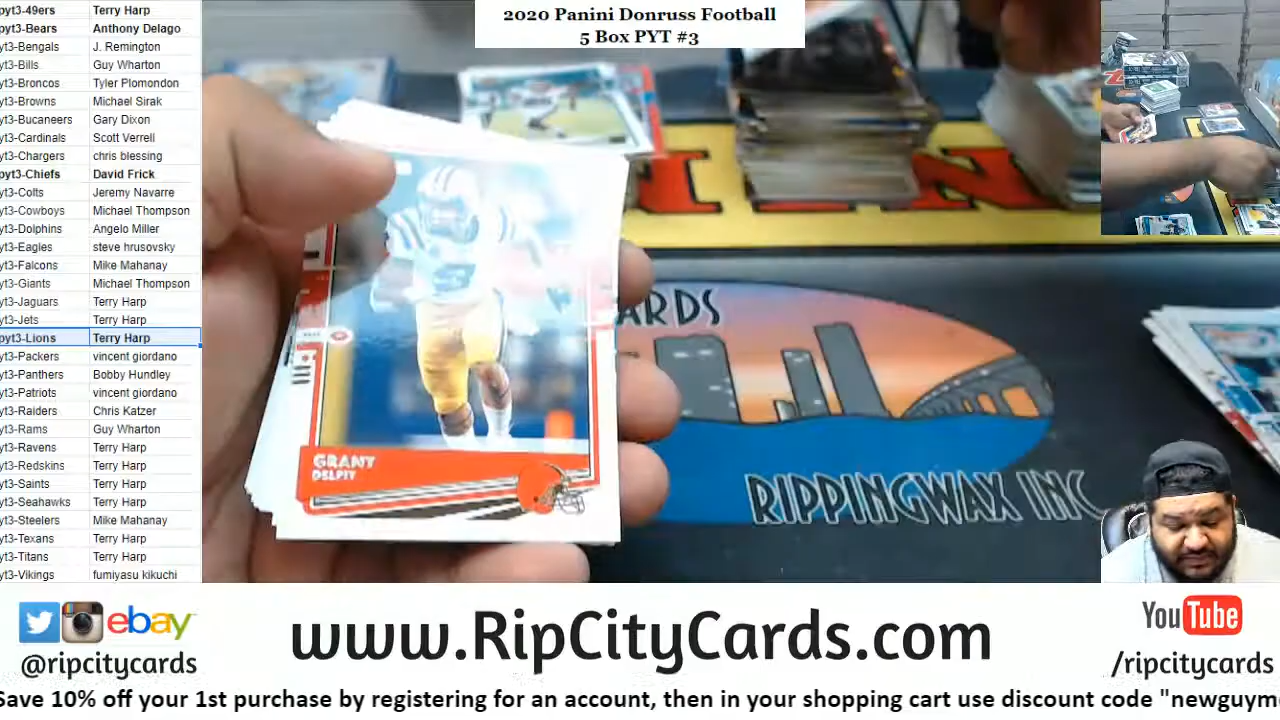 pyt3-49ers Terry Harp
pyt3-Bears Anthony Delago
yt3-Bengals J. Remington
yt3-Bills Guy Wharton
yt3-Broncos Tyler Plomondon
yt3-Browns Michael Sirak
yt3-Bucaneers Gary Dixon
yt3-Cardinals Scott Verrell
yt3-Chargers chris blessing
pyt3-Chiefs David Frick
yt3-Colts Jeremy Navarre
yt3-Cowboys Michael Thompson
yt3-Dolphins Angelo Miller
yt3-Eagles steve hrusovsky
yt3-Falcons Mike Mahanay
yt3-Giants Michael Thompson
yt3-Jaguars Terry Harp
yt3-Jets Terry Harp
pyt3-Lions Terry Harp
yt3-Packers vincent giordano
yt3-Panthers Bobby Hundley
yt3-Patriots vincent giordano
yt3-Raiders Chris Katzer
yt3-Rams Guy Wharton
yt3-Ravens Terry Harp
yt3-Redskins Terry Harp
yt3-Saints Terry Harp
yt3-Seahawks Terry Harp
yt3-Steelers Mike Mahanay
yt3-Texans Terry Harp
yt3-Titans Terry Harp
yt3-Vikings fumiyasu kikuchi
2020 Panini Donruss Football
5 Box PYT #3
GRANT
DELPIT
ARDS
RIPPINGWAX INC
ebay
@ripcitycards
www.RipCityCards.com
YouTube
/ripcitycards
Save 10% off your 1st purchase by registering for an account, then in your shopping cart use discount code "newguym